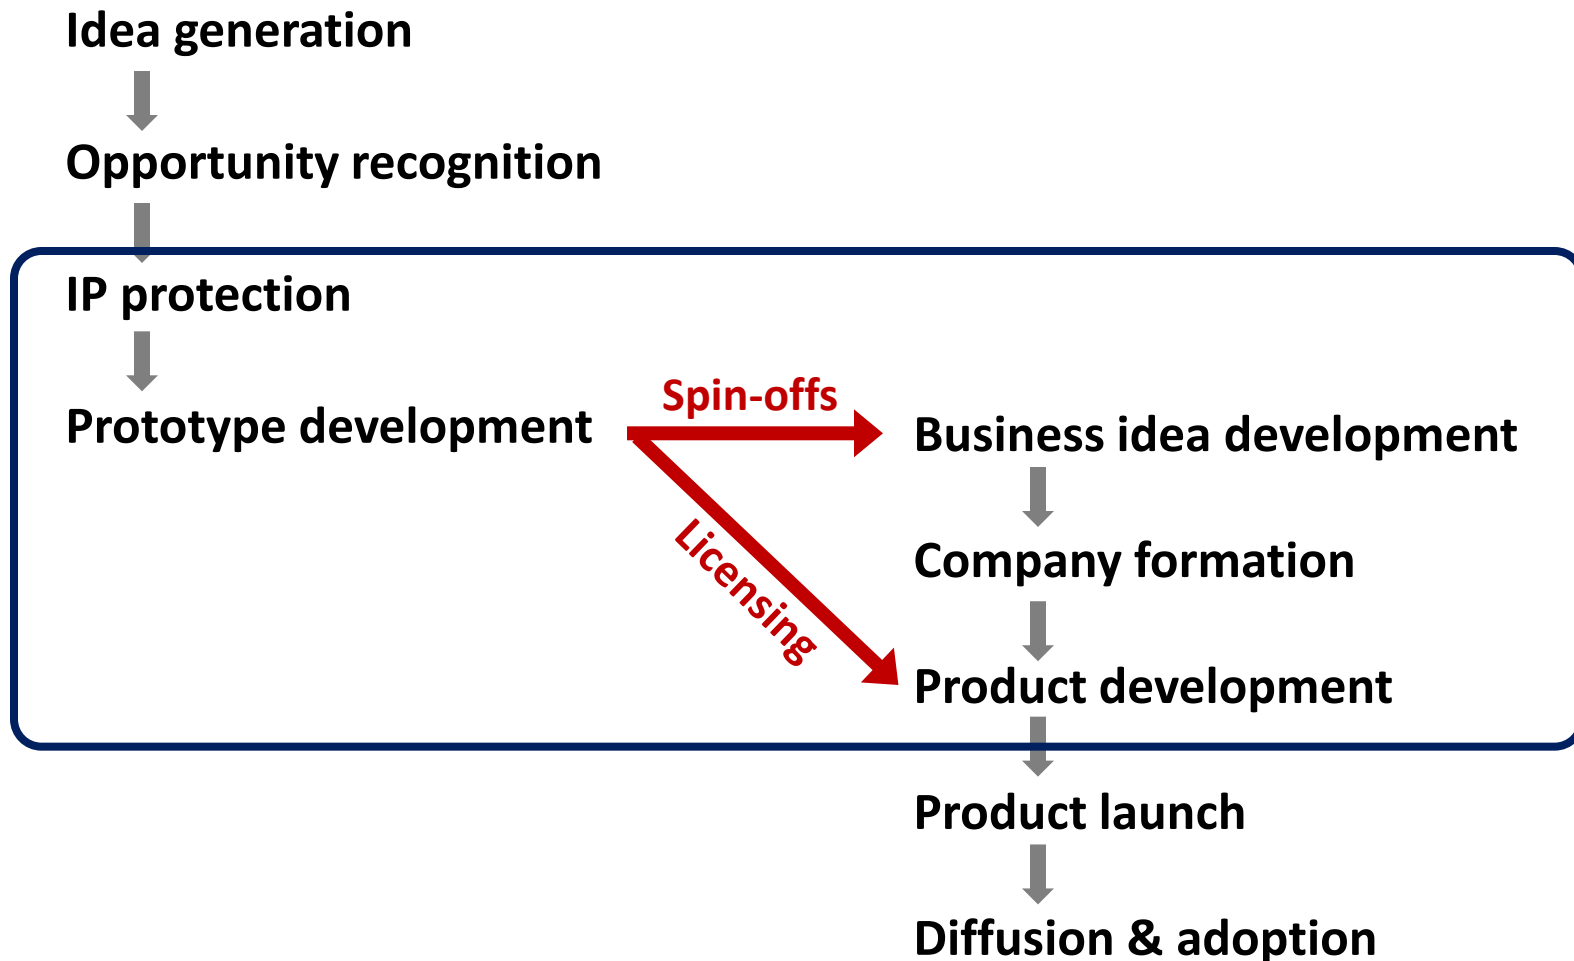 Idea generation
Opportunity recognition
IP protection
Prototype development
Spin-offs
Licensing
Business idea development
Company formation
Product development
Product launch
Diffusion & adoption